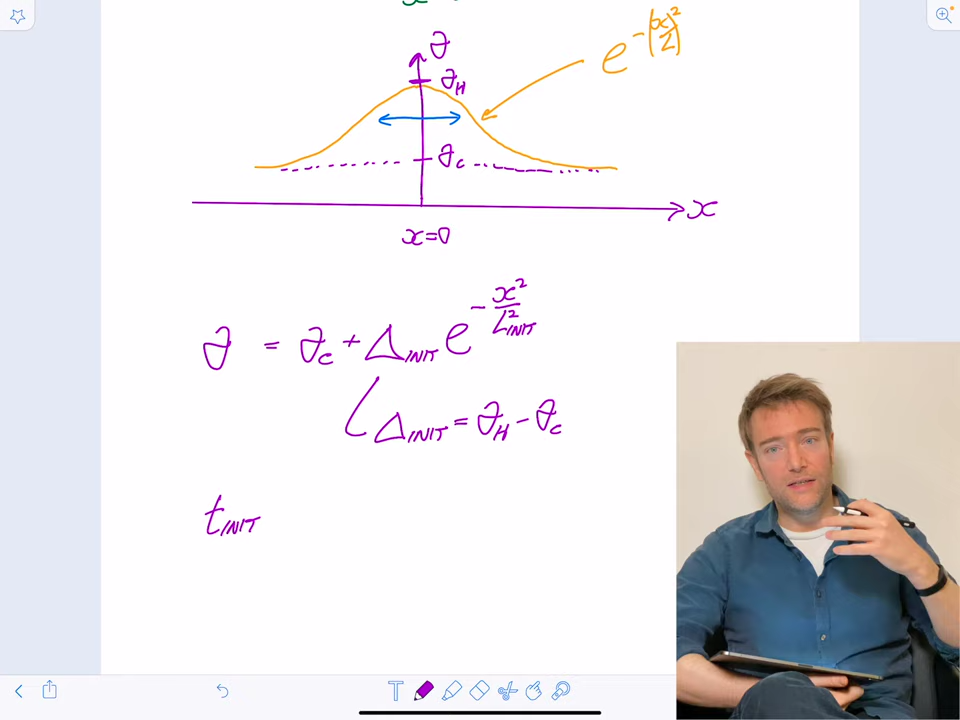 ϑ
e^{-(x/L)^2}
ϑ_H
ϑ_c
x
x=0
ϑ = ϑ_c + Δ_INIT e^{-x^2/L^2_INIT}
Δ_INIT = ϑ_H - ϑ_c
t_INIT
T